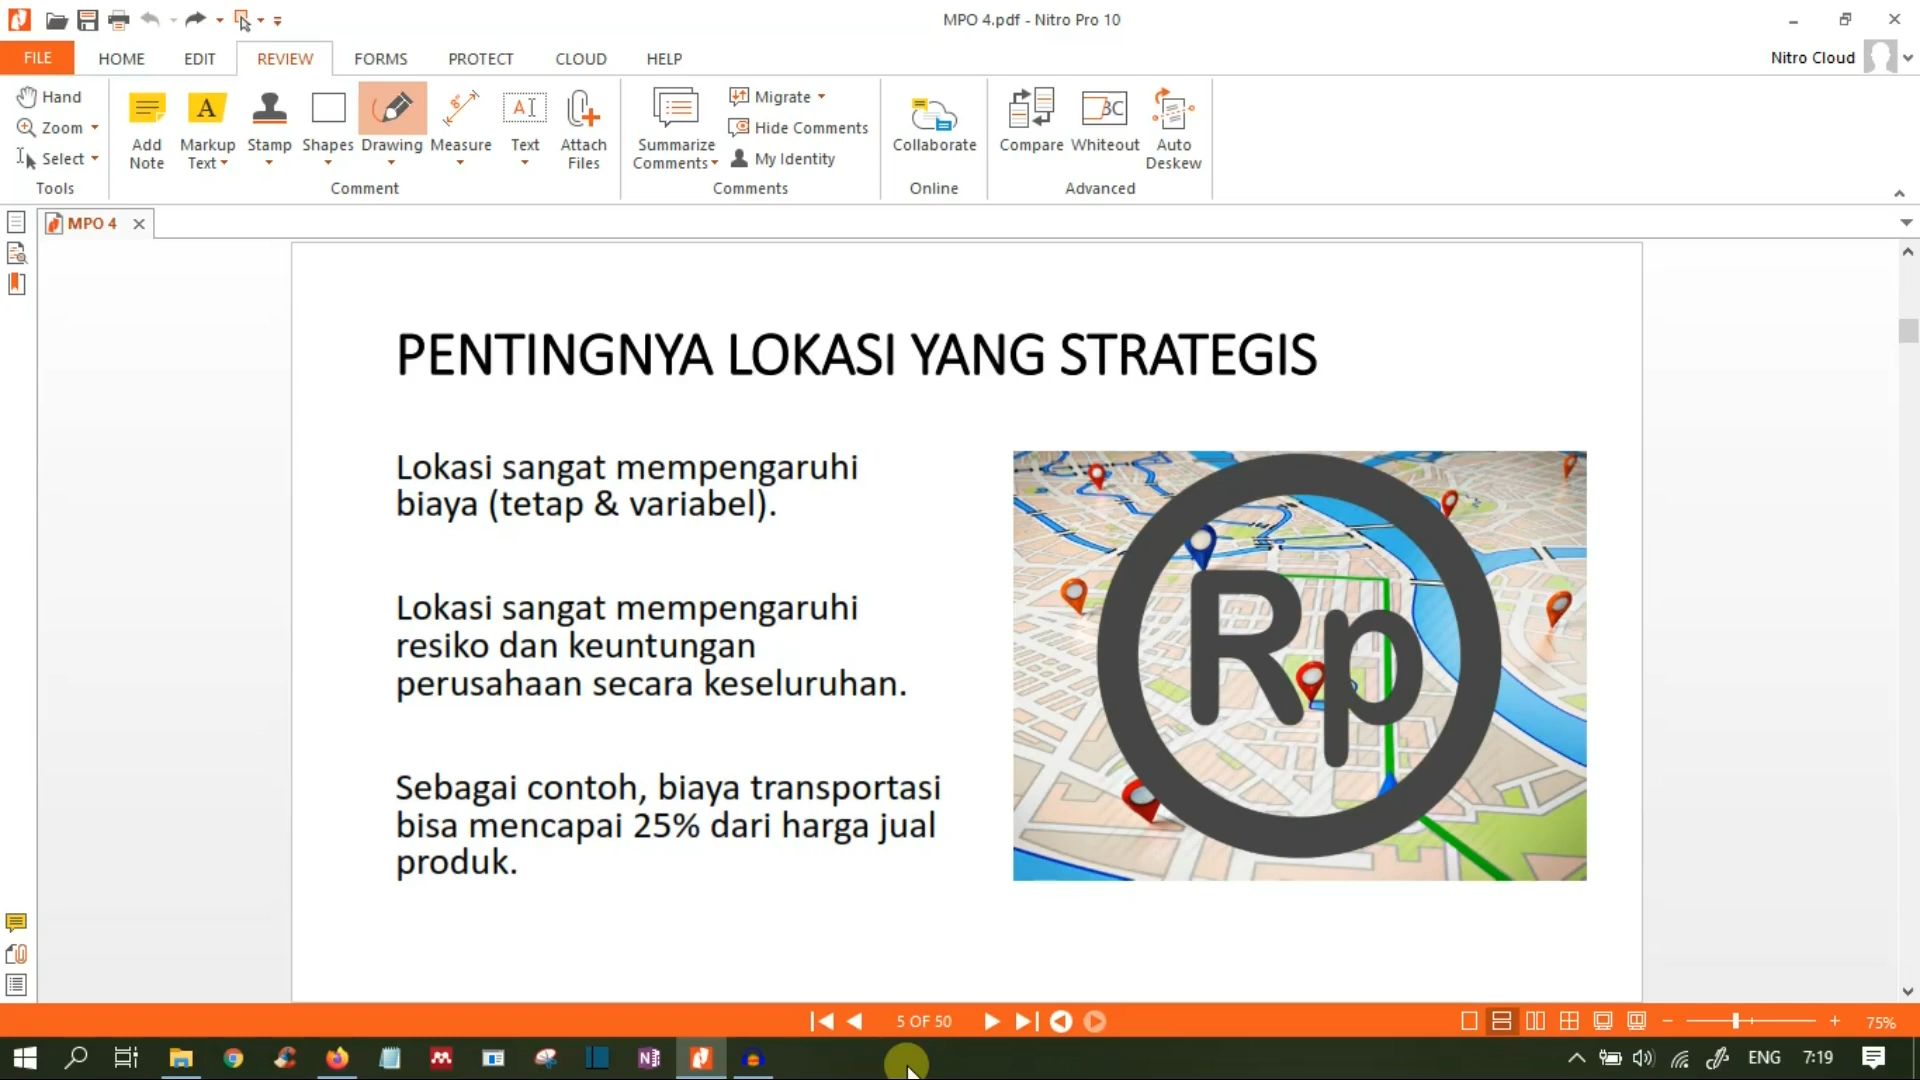 MPO 4.pdf - Nitro Pro 10
FILE
HOME
EDIT
REVIEW
FORMS
PROTECT
CLOUD
HELP
Nitro Cloud
Hand
Zoom
Select
Tools
Add
Note
Markup
Text
Stamp
Shapes
Drawing
Measure
Text
Attach
Files
Comment
Summarize
Comments
Migrate
Hide Comments
My Identity
Comments
Collaborate
Online
Compare
Whiteout
Auto
Deskew
Advanced
MPO 4
PENTINGNYA LOKASI YANG STRATEGIS
Lokasi sangat mempengaruhi
biaya (tetap & variabel).
Lokasi sangat mempengaruhi
resiko dan keuntungan
perusahaan secara keseluruhan.
Sebagai contoh, biaya transportasi
bisa mencapai 25% dari harga jual
produk.
Rp
5 OF 50
75%
ENG
7:19